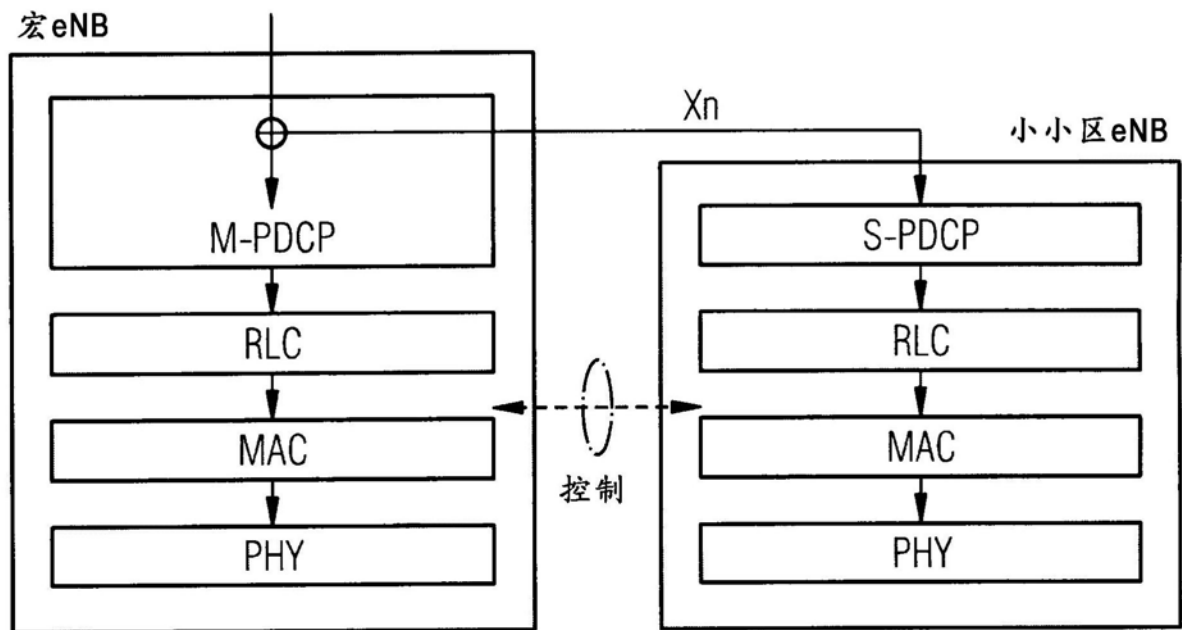 宏eNB
Xn
小小区eNB
M-PDCP
S-PDCP
RLC
RLC
MAC
MAC
控制
PHY
PHY